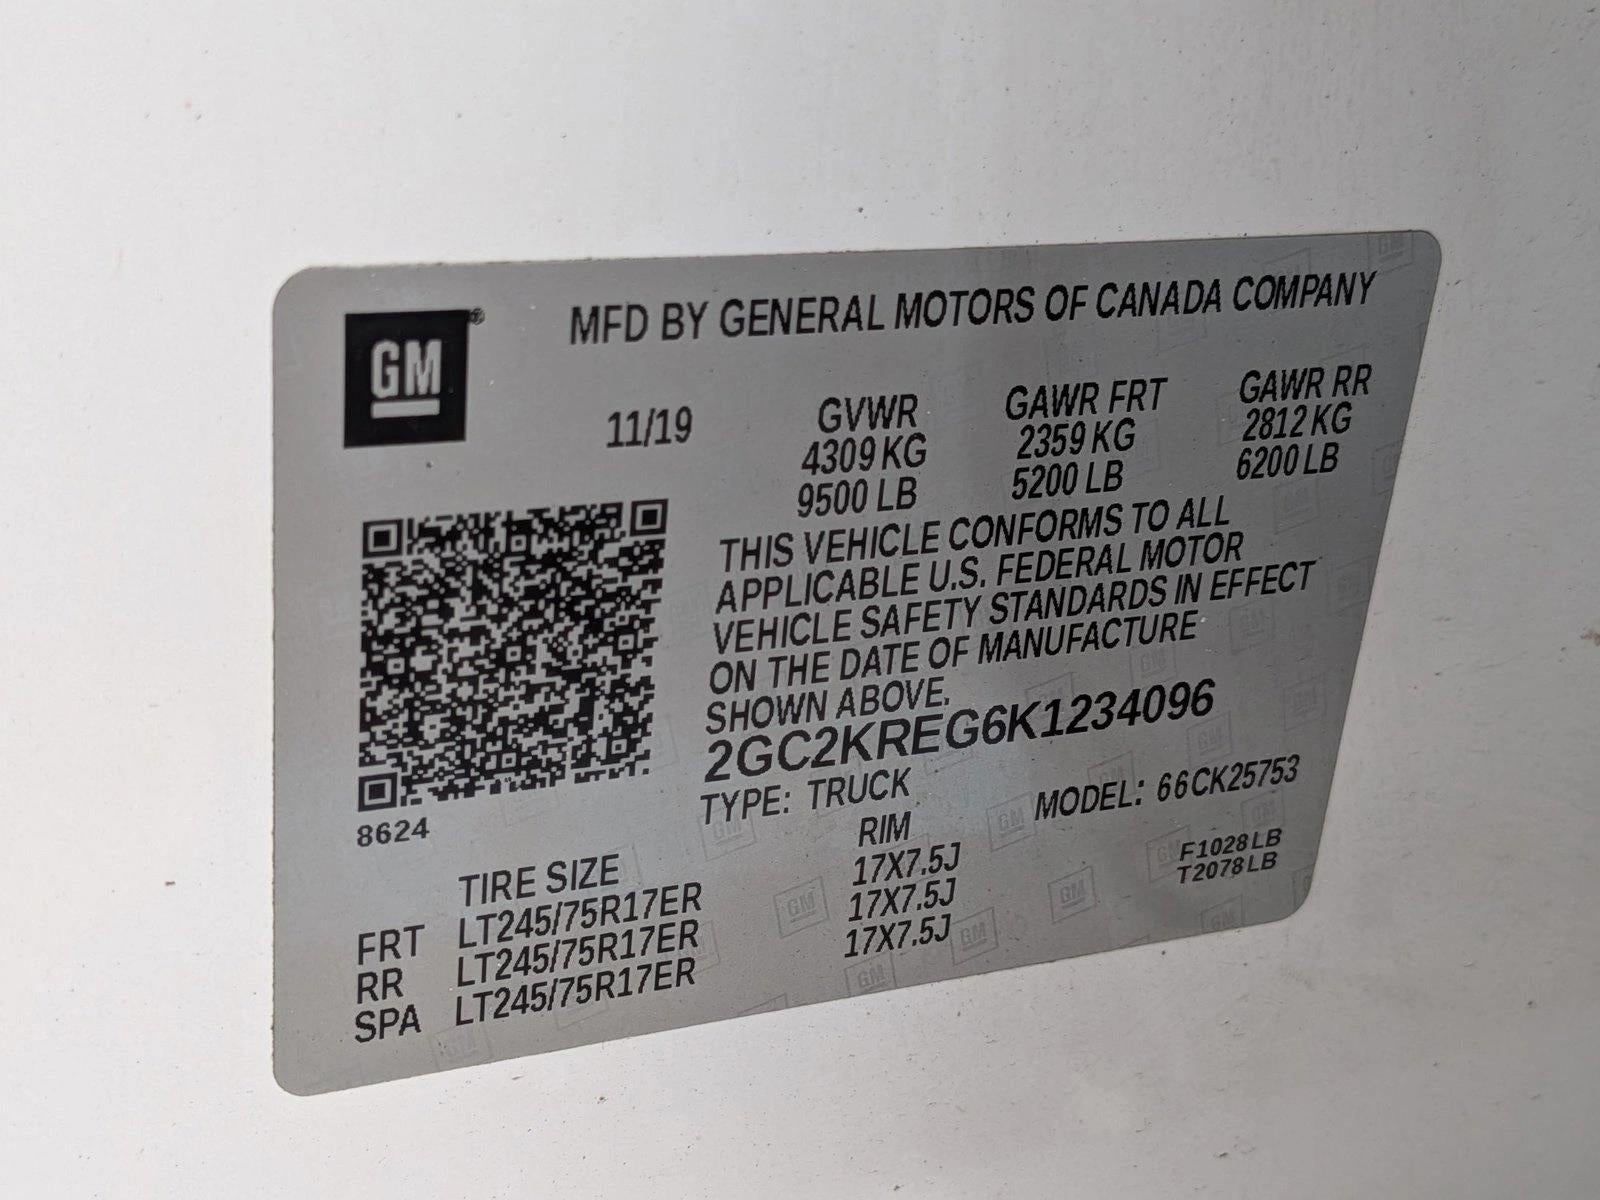 GM
MFD BY GENERAL MOTORS OF CANADA COMPANY
11/19
GVWR GAWR FRT GAWR RR
4309 KG 2359 KG 2812 KG
9500 LB 5200 LB 6200 LB
THIS VEHICLE CONFORMS TO ALL
APPLICABLE U.S. FEDERAL MOTOR
VEHICLE SAFETY STANDARDS IN EFFECT
ON THE DATE OF MANUFACTURE
SHOWN ABOVE.
2GC2KREG6K1234096
TYPE: TRUCK MODEL: 66CK25753
8624
TIRE SIZE RIM
FRT LT245/75R17ER 17X7.5J
RR LT245/75R17ER 17X7.5J
SPA LT245/75R17ER 17X7.5J
F1028LB
T2078LB